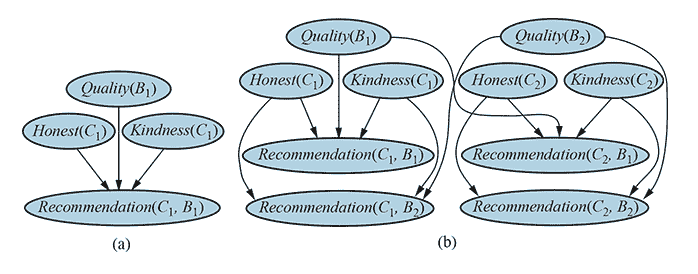 Quality(B1)
Honest(C1) Kindness(C1)
Recommendation(C1, B1)
(a)
Quality(B1) Quality(B2)
Honest(C1) Kindness(C1) Honest(C2) Kindness(C2)
Recommendation(C1, B1) Recommendation(C2, B1)
Recommendation(C1, B2) Recommendation(C2, B2)
(b)